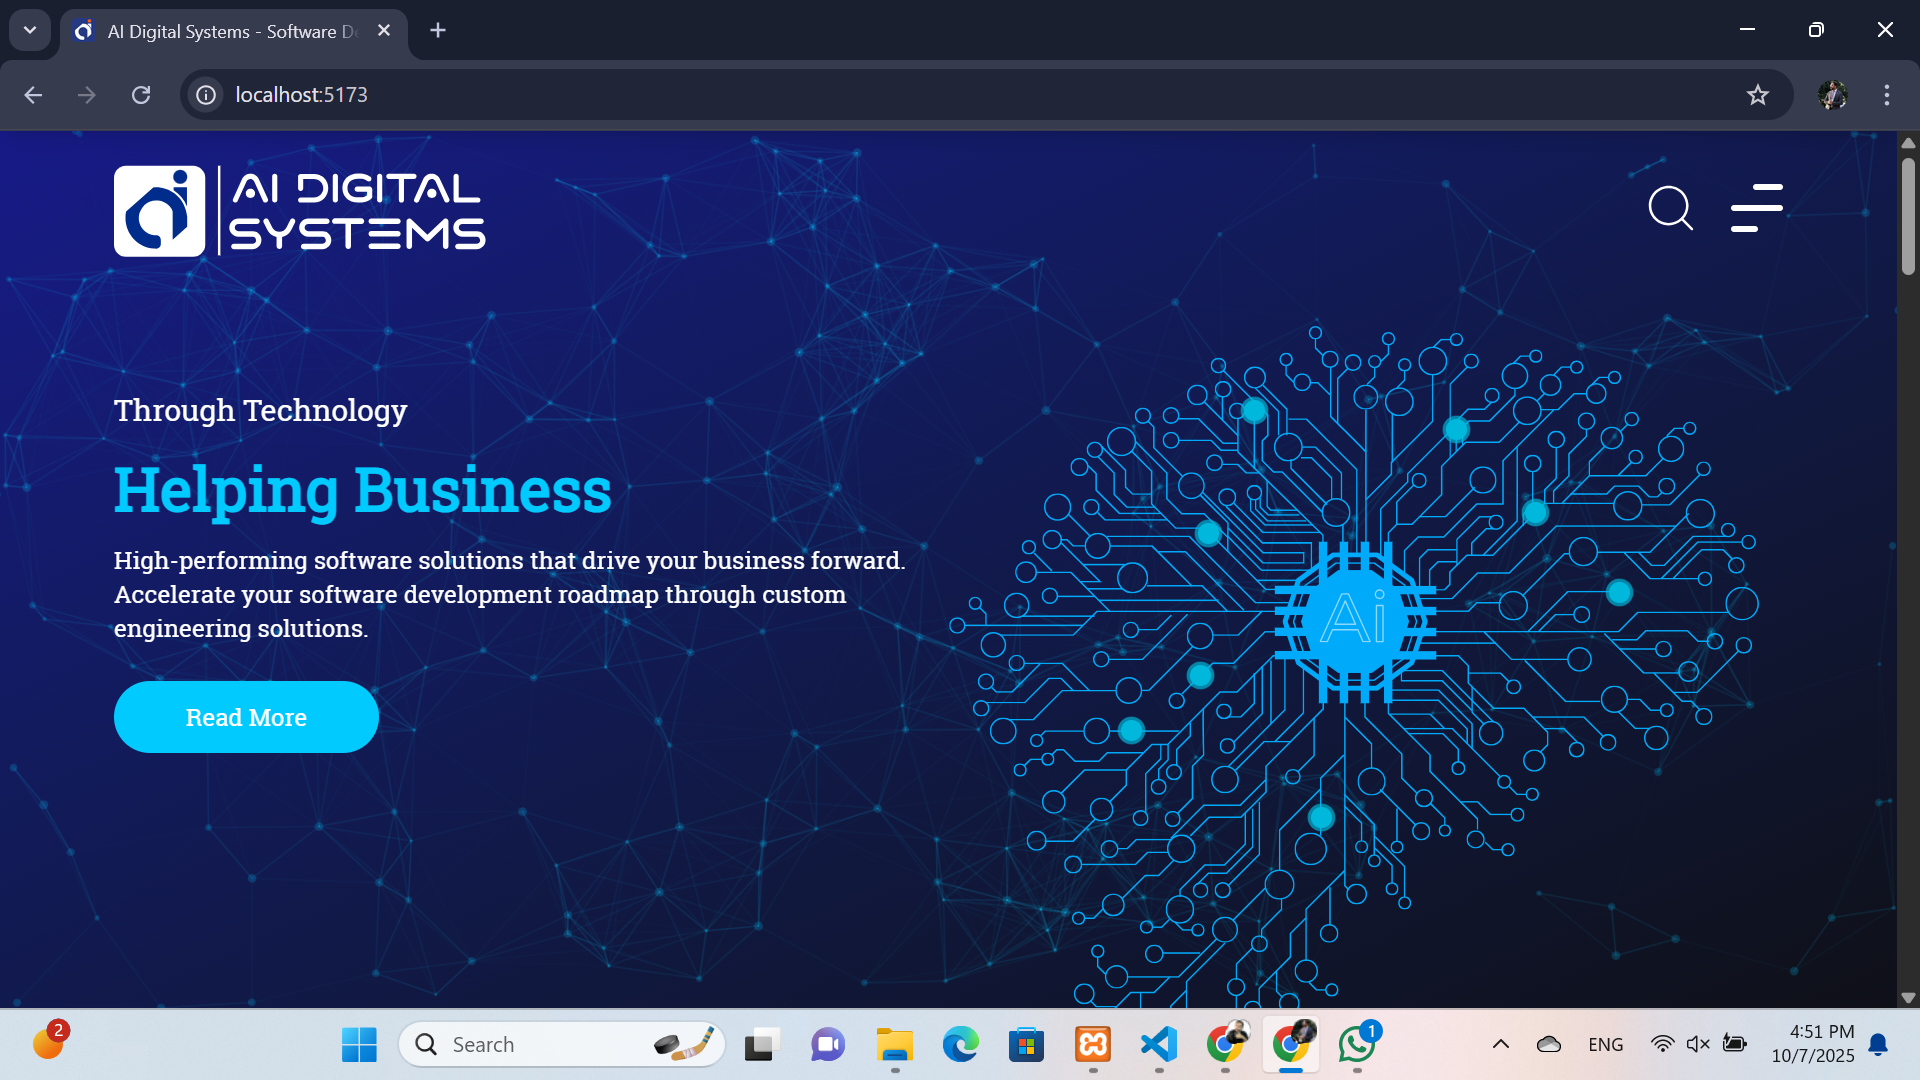 AI Digital Systems - Software De
localhost:5173
AI DIGITAL
SYSTEMS
Through Technology
Helping Business
High-performing software solutions that drive your business forward.
Accelerate your software development roadmap through custom
engineering solutions.
Read More
Ai
2
Search
1
ENG
4:51 PM
10/7/2025